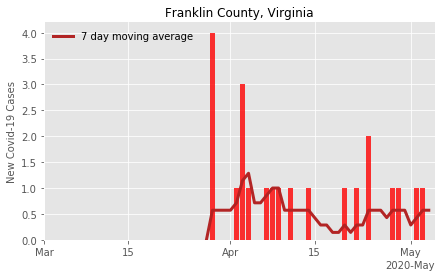 Franklin County, Virginia
7 day moving average
New Covid-19 Cases
4.0
3.5
3.0
2.5
2.0
1.5
1.0
0.5
0.0
Mar
15
Apr
15
May
2020-May